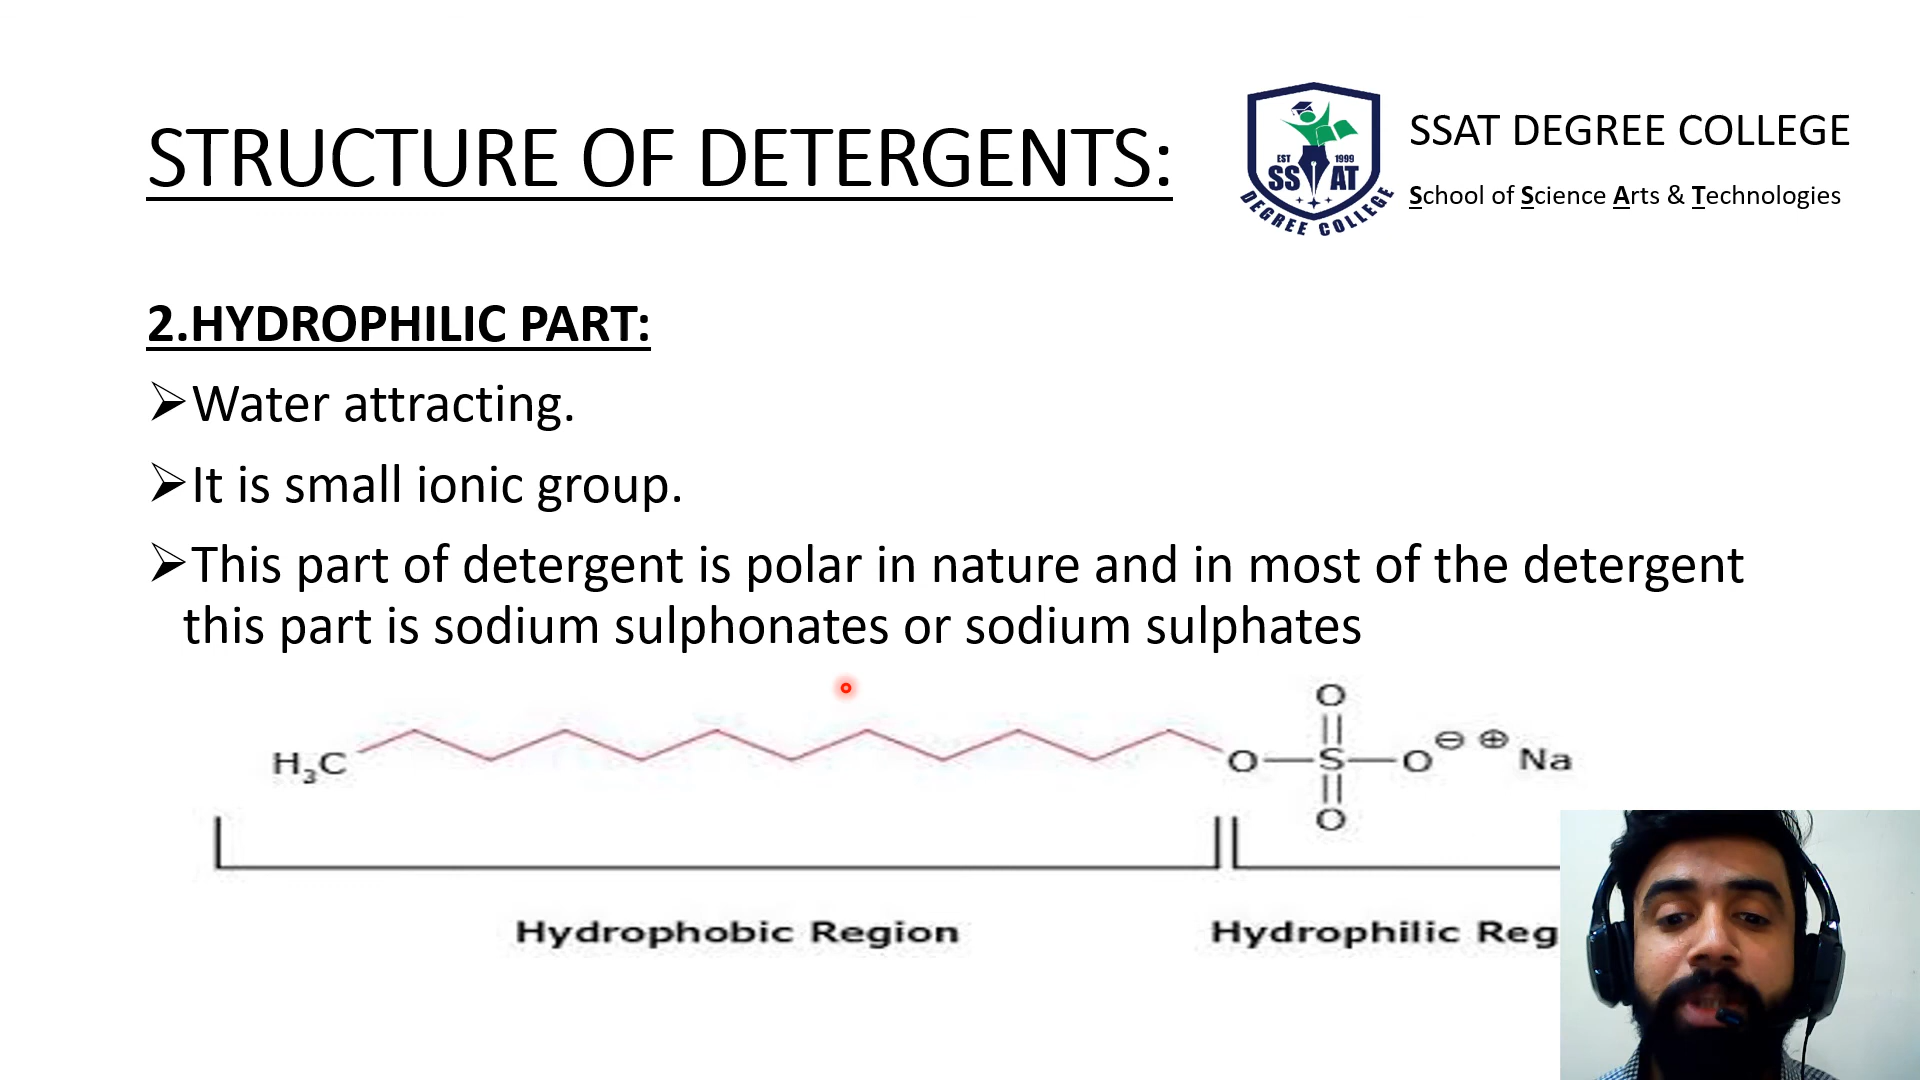 STRUCTURE OF DETERGENTS:
EST 1999
SS AT
DEGREE COLLEGE
SSAT DEGREE COLLEGE
School of Science Arts & Technologies
2.HYDROPHILIC PART:
➢Water attracting.
➢It is small ionic group.
➢This part of detergent is polar in nature and in most of the detergent
this part is sodium sulphonates or sodium sulphates
O
H₃C O S O ⊖ ⊕ Na
O
Hydrophobic Region Hydrophilic Reg